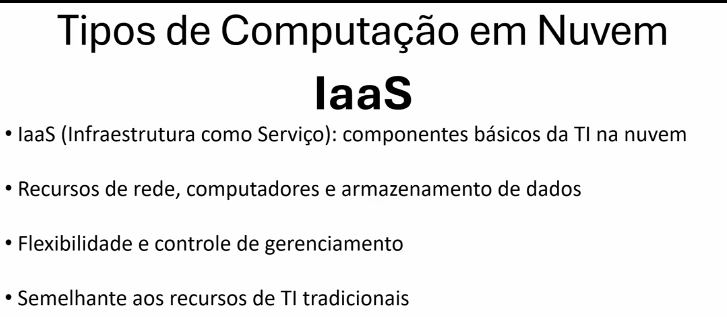 Tipos de Computação em Nuvem
IaaS
• IaaS (Infraestrutura como Serviço): componentes básicos da TI na nuvem
• Recursos de rede, computadores e armazenamento de dados
• Flexibilidade e controle de gerenciamento
• Semelhante aos recursos de TI tradicionais